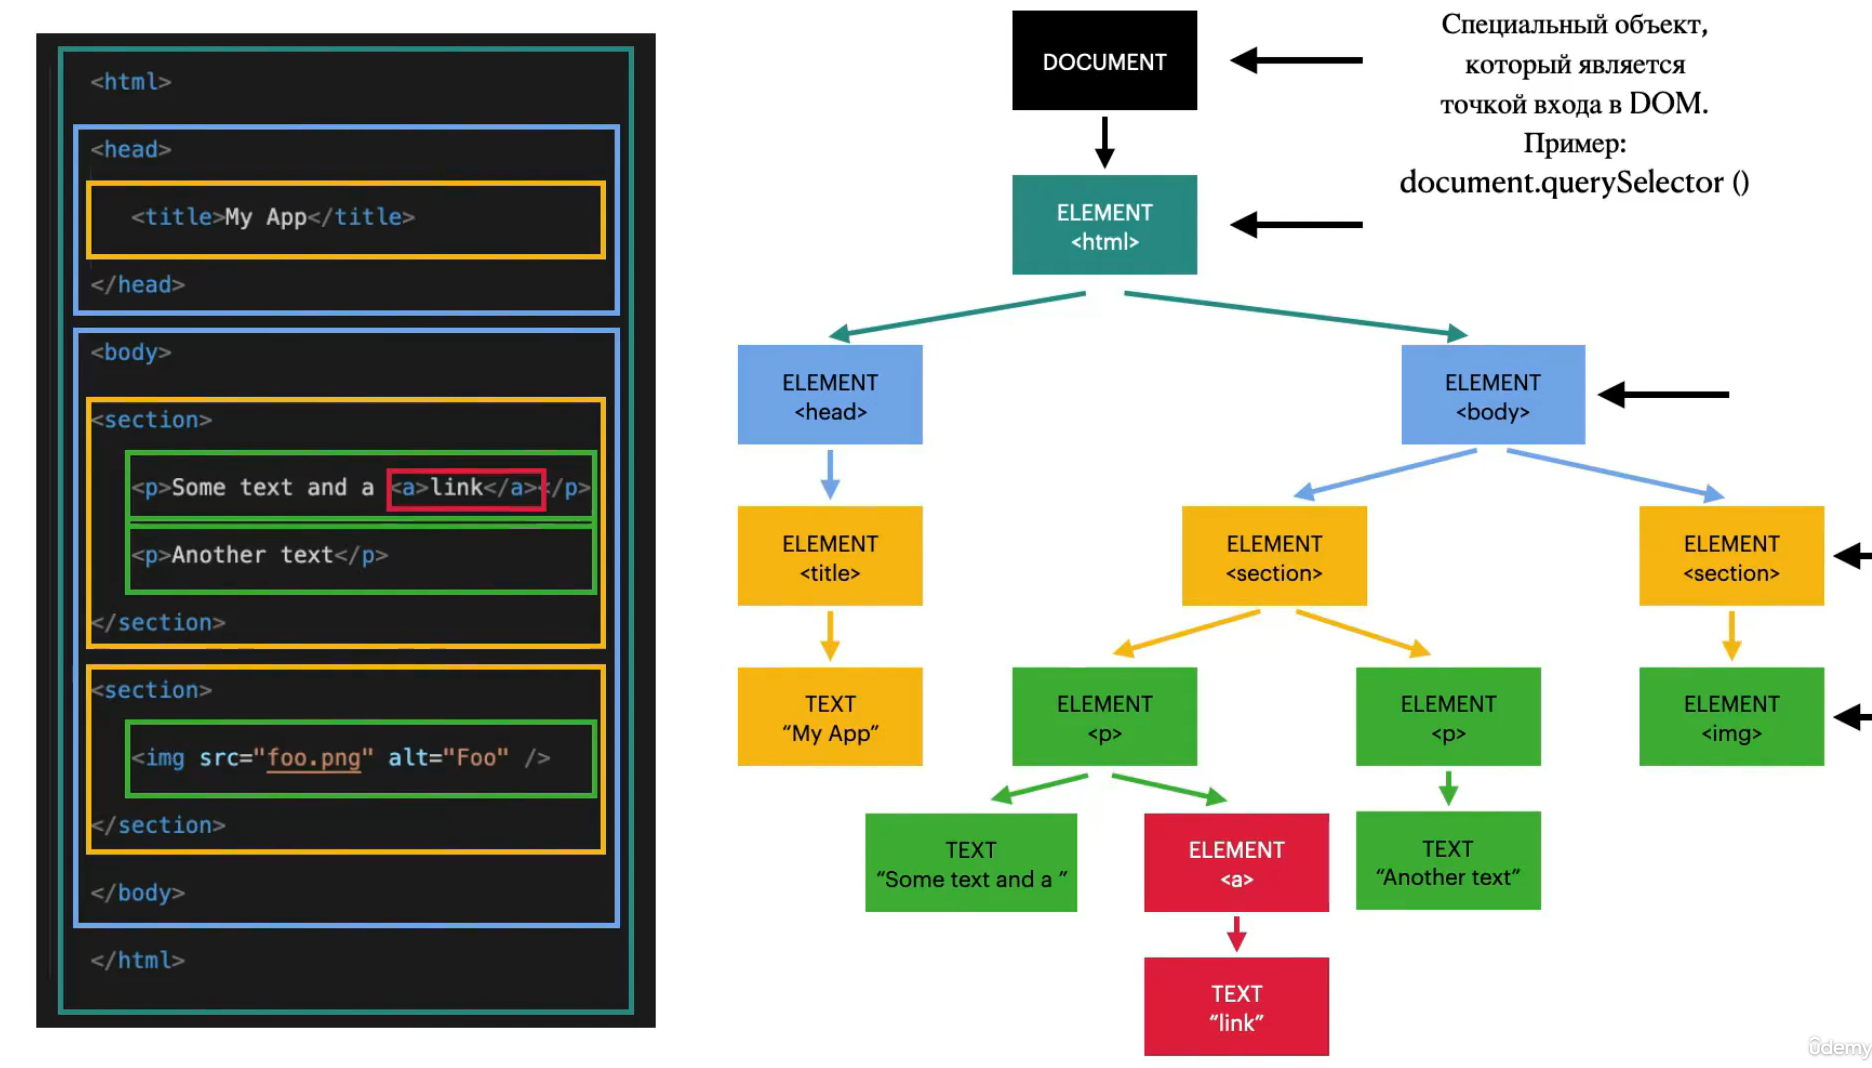 <html>
<head>
<title>My App</title>
</head>
<body>
<section>
<p>Some text and a <a>link</a></p>
<p>Another text</p>
</section>
<section>
<img src="foo.png" alt="Foo" />
</section>
</body>
</html>
DOCUMENT
Специальный объект,
который является
точкой входа в DOM.
Пример:
document.querySelector ()
ELEMENT
<html>
ELEMENT
<head>
ELEMENT
<body>
ELEMENT
<title>
ELEMENT
<section>
ELEMENT
<section>
TEXT
“My App”
ELEMENT
<p>
ELEMENT
<p>
ELEMENT
<img>
TEXT
“Some text and a ”
ELEMENT
<a>
TEXT
“Another text”
TEXT
“link”
ûdemy